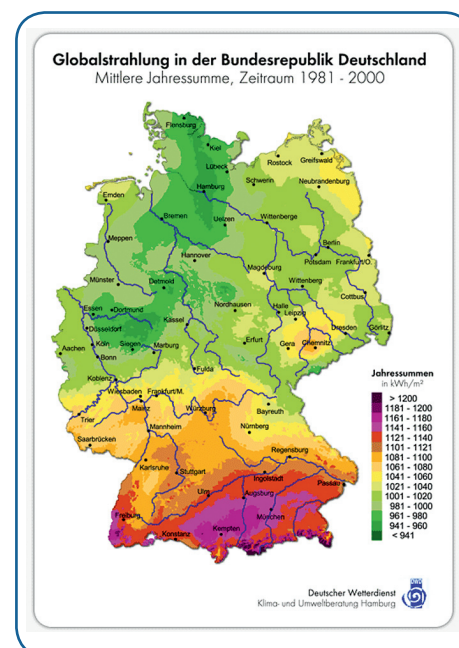 Globalstrahlung in der Bundesrepublik Deutschland
Mittlere Jahressumme, Zeitraum 1981 - 2000
Flensburg
Kiel
Lübeck
Rostock
Greifswald
Hamburg
Schwerin
Neubrandenburg
Emden
Bremen
Uelzen
Wittenberge
Meppen
Hannover
Berlin
Potsdam
Frankfurt/O.
Magdeburg
Münster
Detmold
Wittenberg
Cottbus
Essen
Dortmund
Nordhausen
Halle
Leipzig
Düsseldorf
Kassel
Dresden
Görlitz
Aachen
Köln
Siegen
Marburg
Erfurt
Gera
Chemnitz
Bonn
Koblenz
Fulda
Wiesbaden
Frankfurt/M.
Mainz
Würzburg
Bayreuth
Trier
Mannheim
Nürnberg
Saarbrücken
Karlsruhe
Stuttgart
Regensburg
Ingolstadt
Passau
Ulm
Augsburg
Freiburg
München
Konstanz
Kempten
Jahressummen
in kWh/m²
> 1200
1181 - 1200
1161 - 1180
1141 - 1160
1121 - 1140
1101 - 1121
1081 - 1100
1061 - 1080
1041 - 1060
1021 - 1040
1001 - 1020
981 - 1000
961 - 980
941 - 960
< 941
Deutscher Wetterdienst
Klima- und Umweltberatung Hamburg